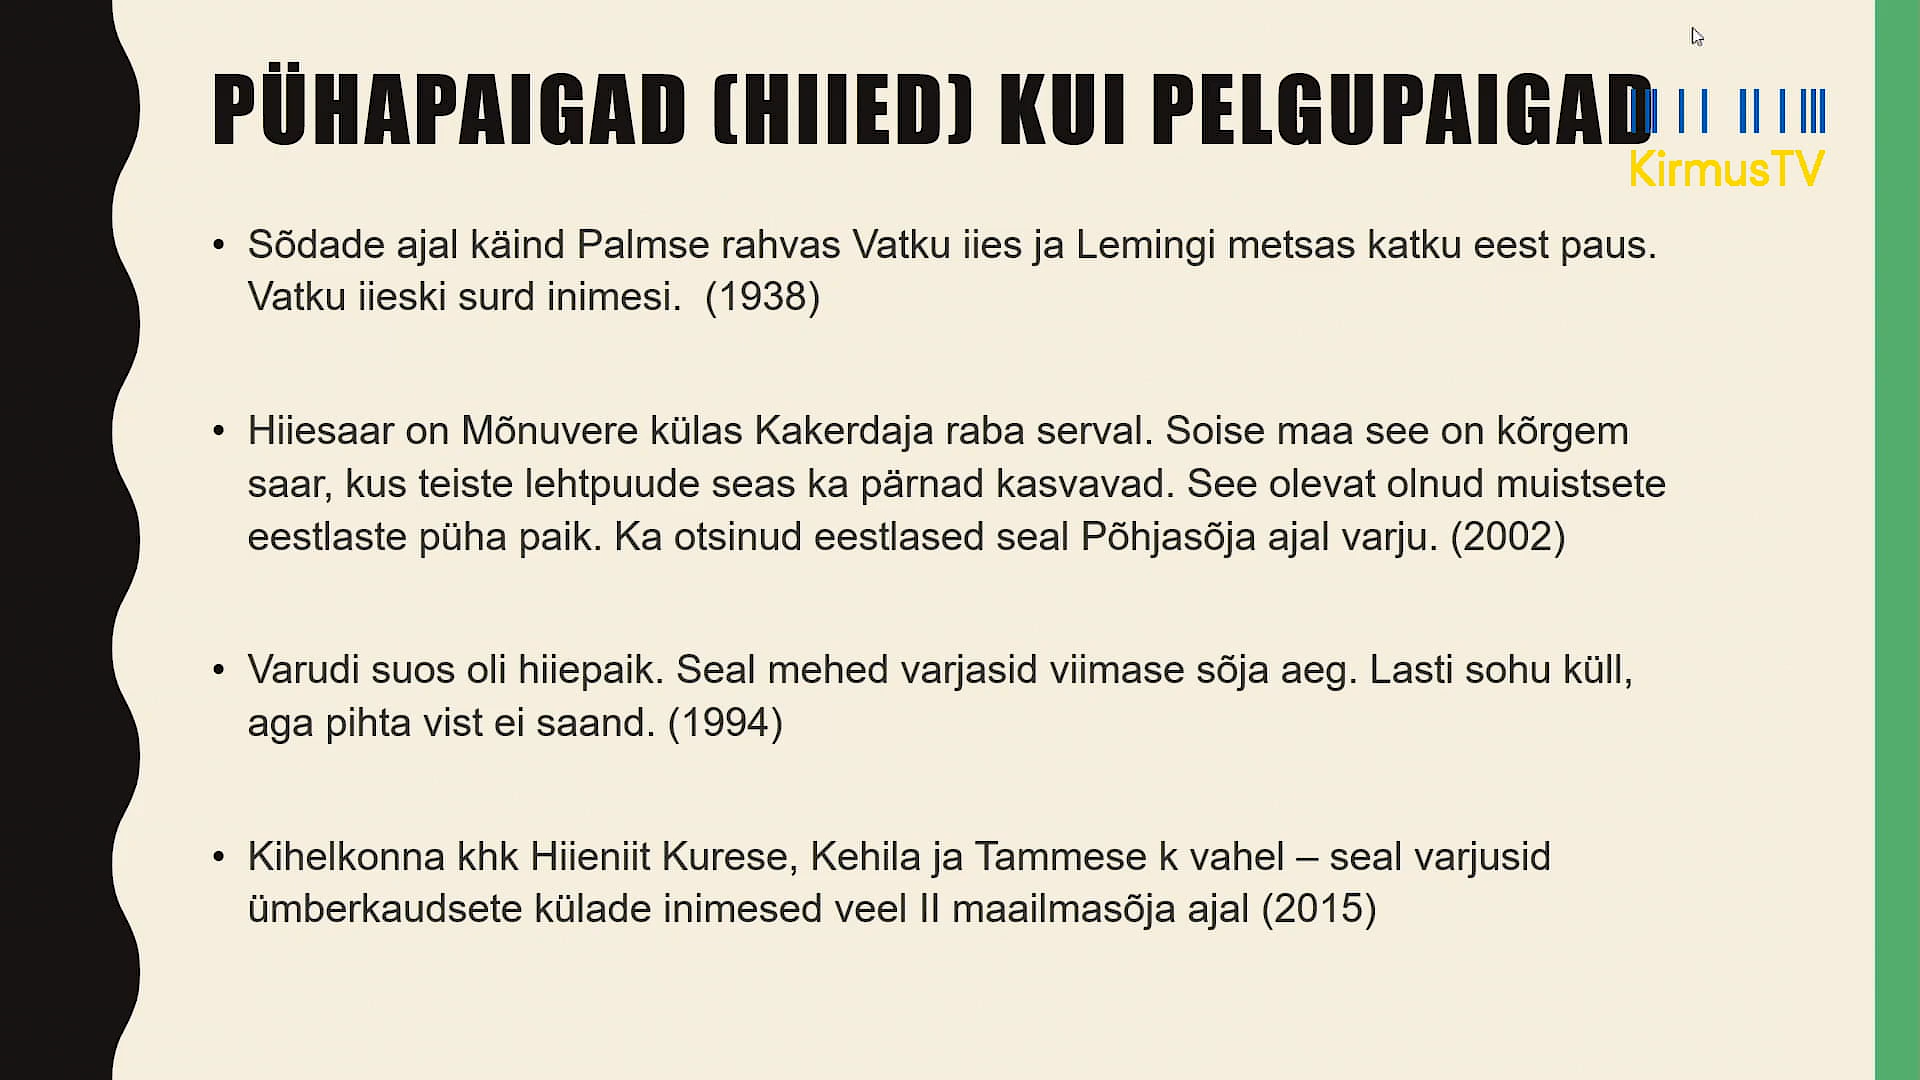 PÜHAPAIGAD (HIIED) KUI PELGUPAIGAD
KirmusTV
• Sõdade ajal käind Palmse rahvas Vatku iies ja Lemingi metsas katku eest paus.
Vatku iieski surd inimesi.  (1938)
• Hiiesaar on Mõnuvere külas Kakerdaja raba serval. Soise maa see on kõrgem
saar, kus teiste lehtpuude seas ka pärnad kasvavad. See olevat olnud muistsete
eestlaste püha paik. Ka otsinud eestlased seal Põhjasõja ajal varju. (2002)
• Varudi suos oli hiiepaik. Seal mehed varjasid viimase sõja aeg. Lasti sohu küll,
aga pihta vist ei saand. (1994)
• Kihelkonna khk Hiieniit Kurese, Kehila ja Tammese k vahel – seal varjusid
ümberkaudsete külade inimesed veel II maailmasõja ajal (2015)